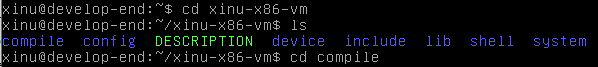 xinu@develop-end:~$ cd xinu-x86-vm
xinu@develop-end:~/xinu-x86-vm$ ls
compile config DESCRIPTION device include lib shell system
xinu@develop-end:~/xinu-x86-vm$ cd compile